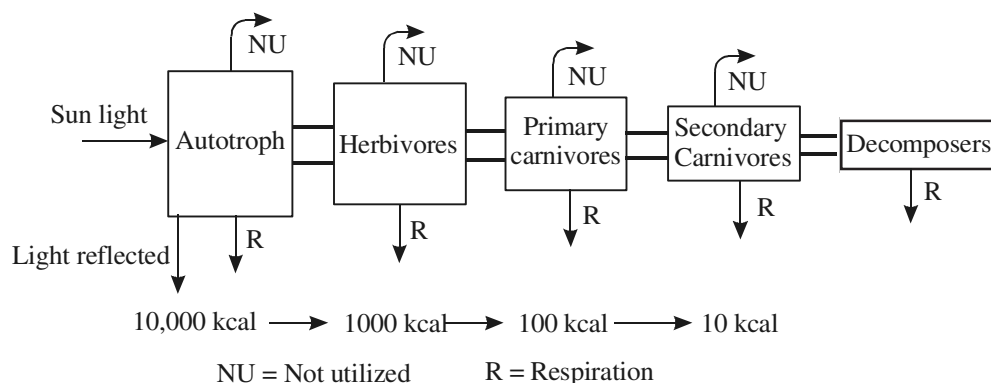 NU
NU
NU
NU
Sun light
Autotroph
Herbivores
Primary
carnivores
Secondary
Carnivores
Decomposers
R
R
R
R
R
Light reflected
10,000 kcal
1000 kcal
100 kcal
10 kcal
NU = Not utilized
R = Respiration